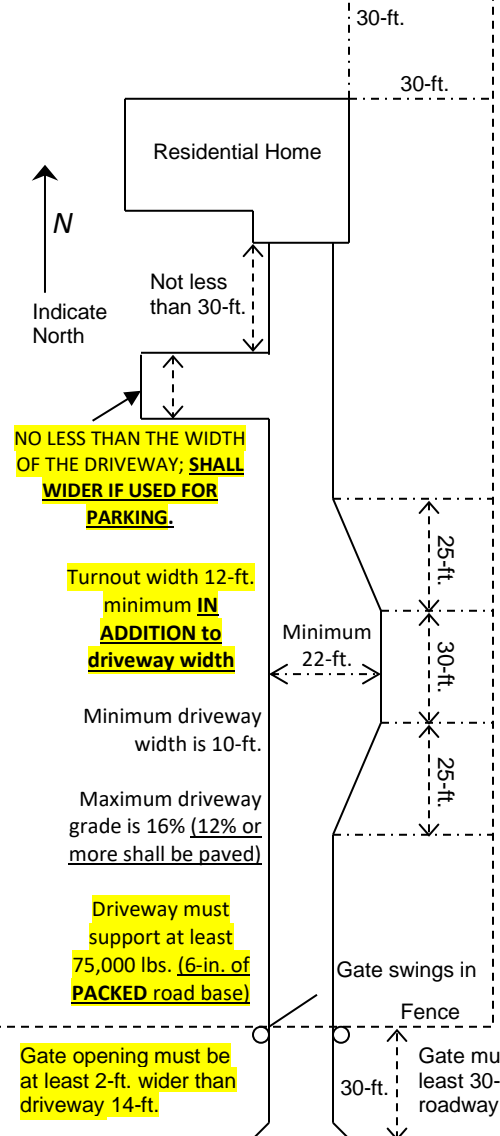 30-ft.
30-ft.
Residential Home
N
Indicate
North
Not less
than 30-ft.
NO LESS THAN THE WIDTH
OF THE DRIVEWAY; SHALL
WIDER IF USED FOR
PARKING.
25-ft.
Turnout width 12-ft.
minimum IN
ADDITION to
driveway width
Minimum
22-ft.
30-ft.
Minimum driveway
width is 10-ft.
25-ft.
Maximum driveway
grade is 16% (12% or
more shall be paved)
Driveway must
support at least
75,000 lbs. (6-in. of
PACKED road base)
Gate swings in
Fence
Gate opening must be
at least 2-ft. wider than
driveway 14-ft.
30-ft.
Gate mu
least 30-
roadway